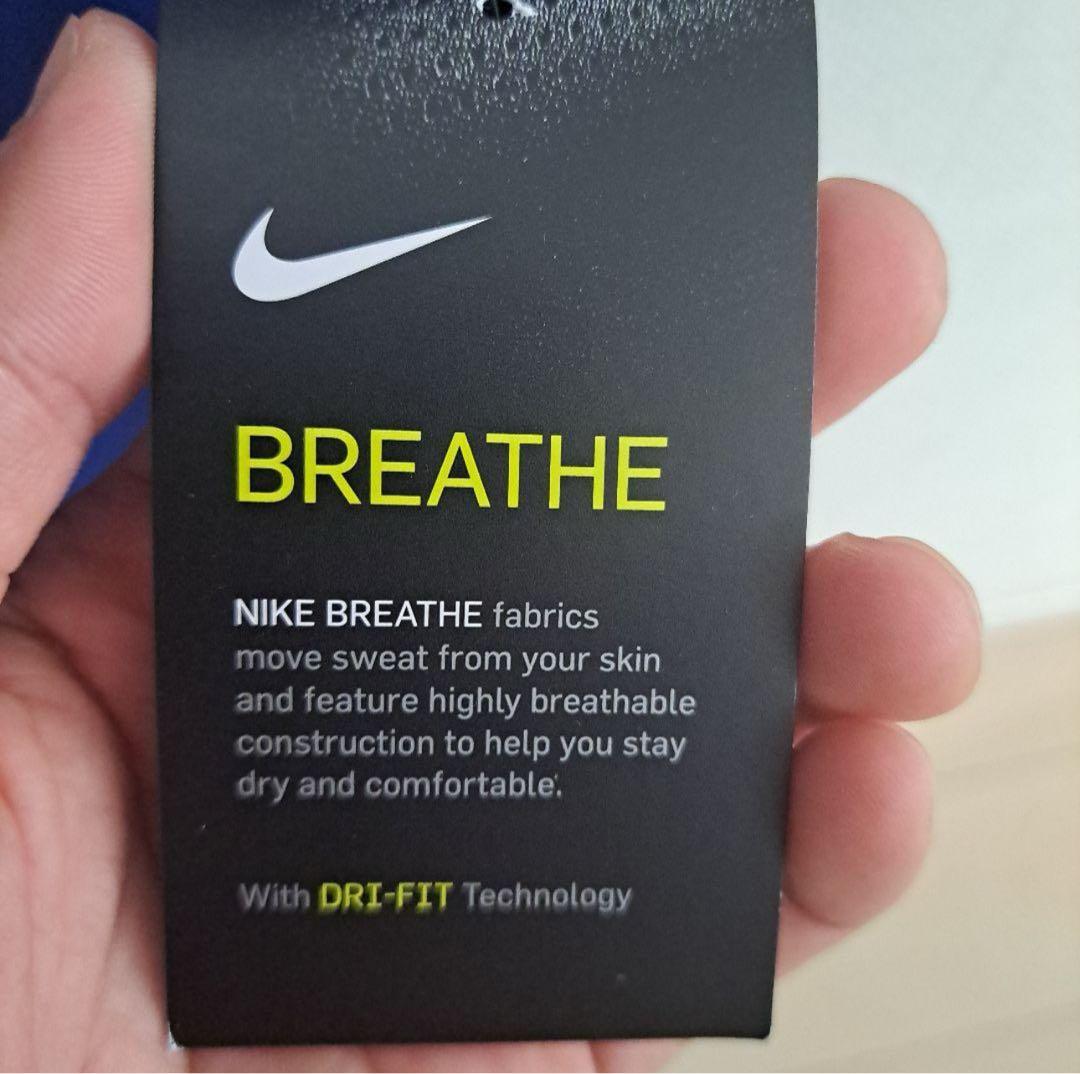 BREATHE
NIKE BREATHE fabrics
move sweat from your skin
and feature highly breathable
construction to help you stay
dry and comfortable.
With DRI-FIT Technology